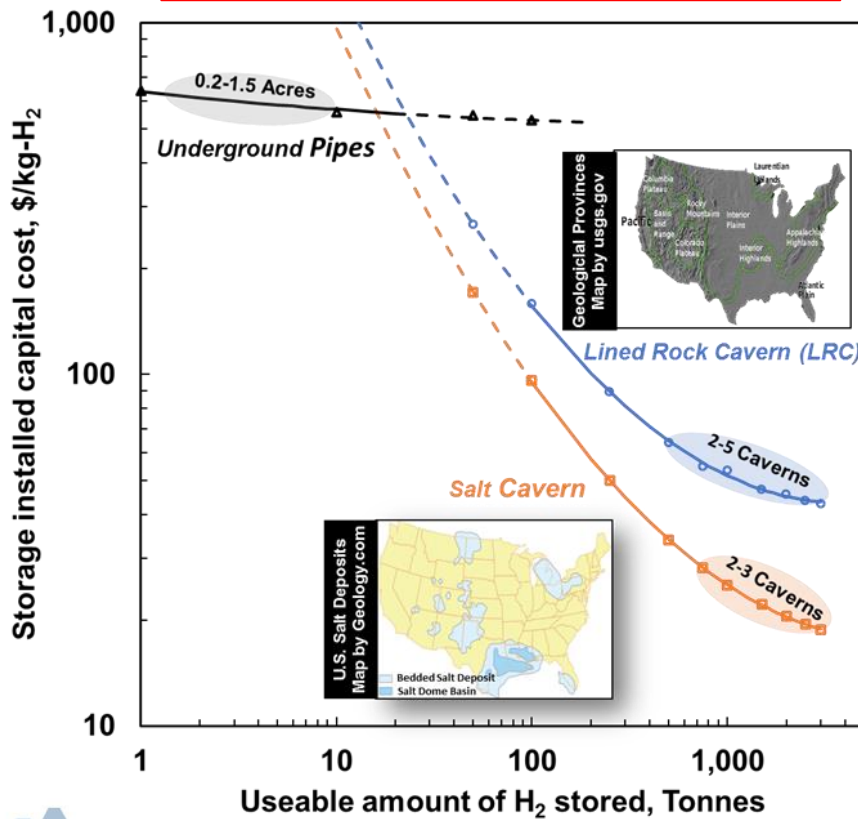 1,000
100
10
Storage installed capital cost, $/kg-H₂
0.2-1.5 Acres
Underground Pipes
Geologicial Provinces
Map by usgs.gov
Laurentian
Uplands
Columbia
Plateau
Rocky
Mountains
Pacific
Basin
and
Range
Interior
Plains
Appalachian
Highlands
Colorado
Plateau
Interior
Highlands
Atlantic
Plain
Lined Rock Cavern (LRC)
2-5 Caverns
Salt Cavern
2-3 Caverns
U.S. Salt Deposits
Map by Geology.com
Bedded Salt Deposit
Salt Dome Basin
1
10
100
1,000
Useable amount of H₂ stored, Tonnes